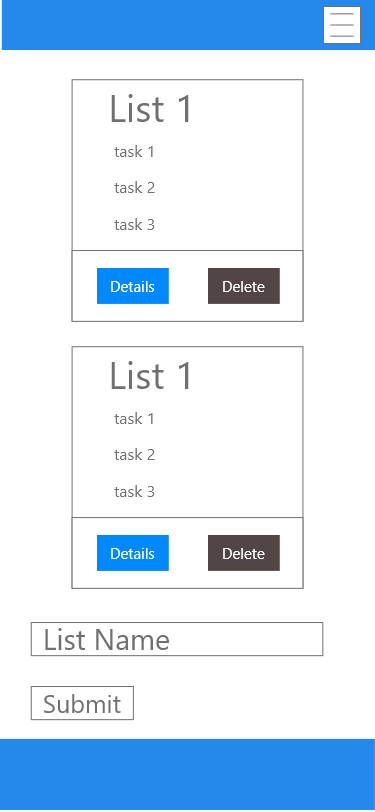 List 1
task 1
task 2
task 3
Details Delete
List 1
task 1
task 2
task 3
Details Delete
List Name
Submit